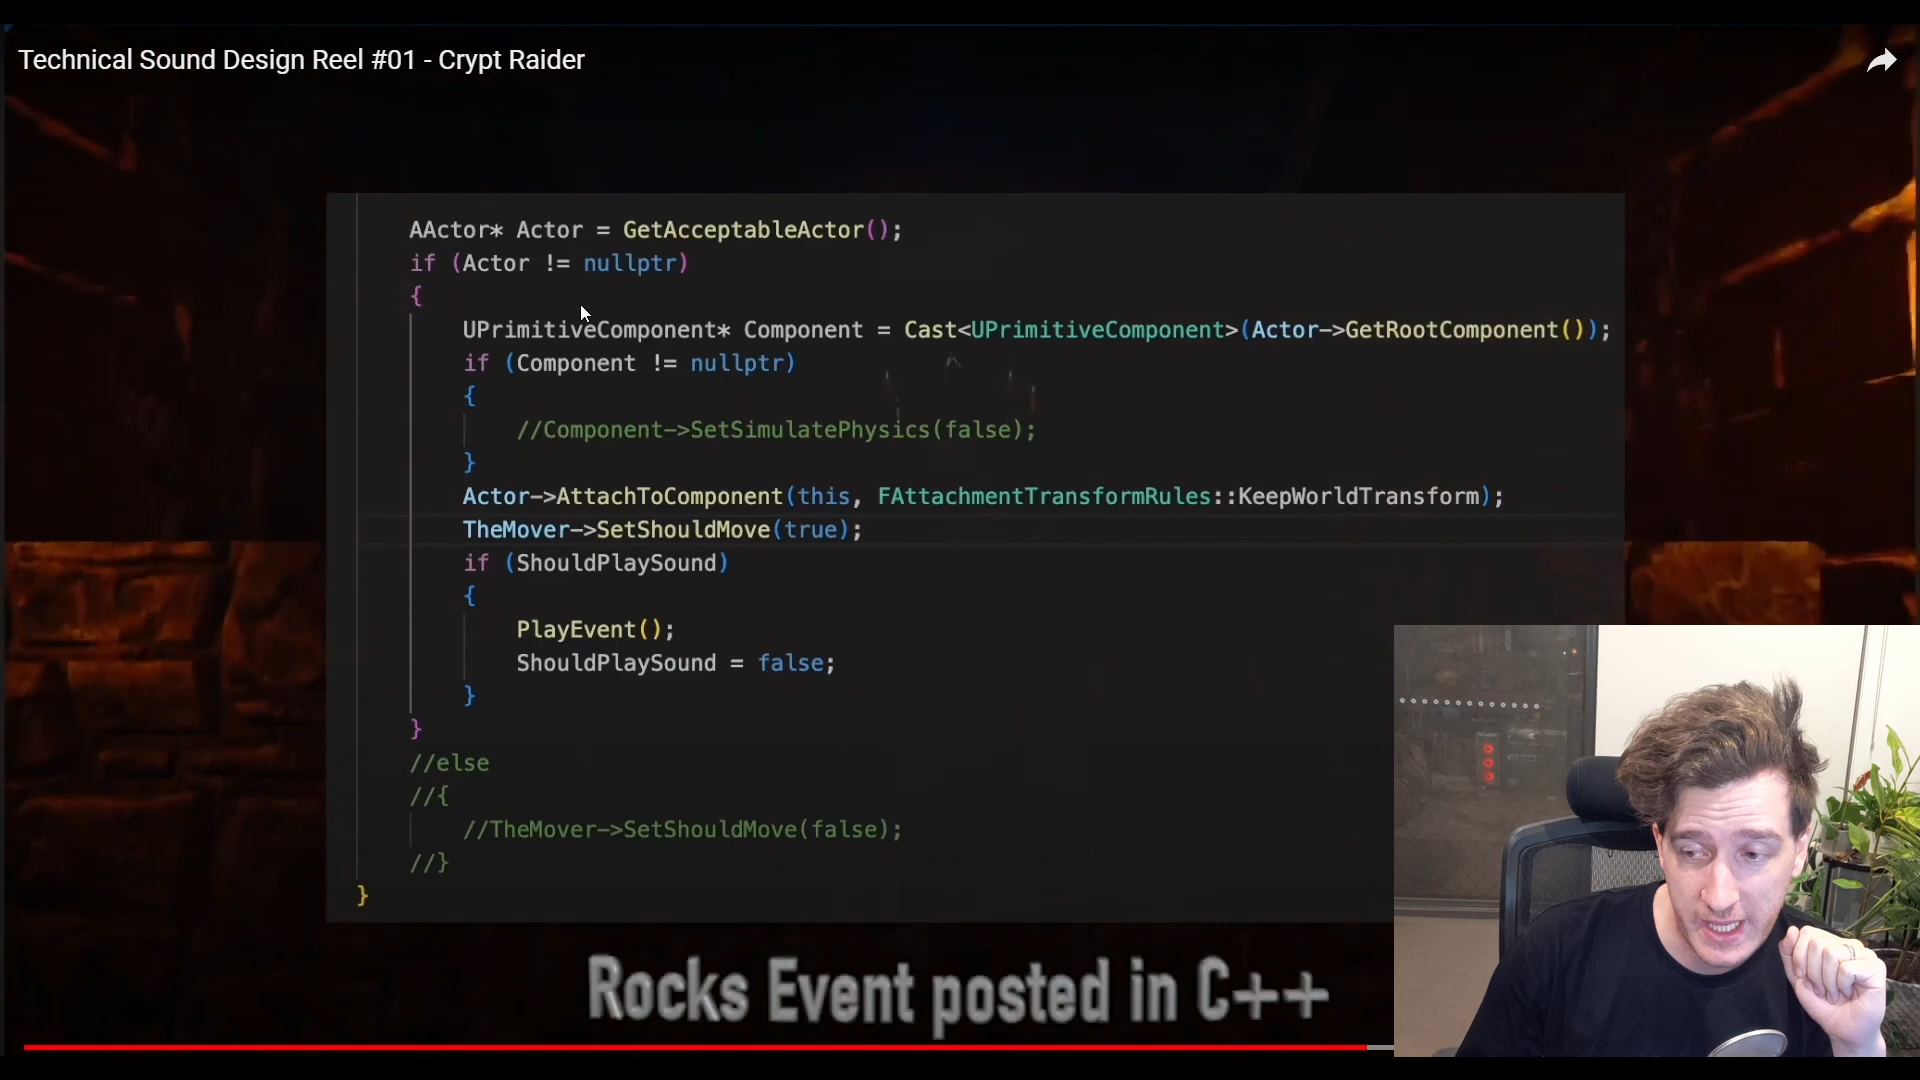 Technical Sound Design Reel #01 - Crypt Raider
AActor* Actor = GetAcceptableActor();
if (Actor != nullptr)
{
UPrimitiveComponent* Component = Cast<UPrimitiveComponent>(Actor->GetRootComponent());
if (Component != nullptr)
{
//Component->SetSimulatePhysics(false);
}
Actor->AttachToComponent(this, FAttachmentTransformRules::KeepWorldTransform);
TheMover->SetShouldMove(true);
if (ShouldPlaySound)
{
PlayEvent();
ShouldPlaySound = false;
}
}
//else
//{
//TheMover->SetShouldMove(false);
//}
}
Rocks Event posted in C++